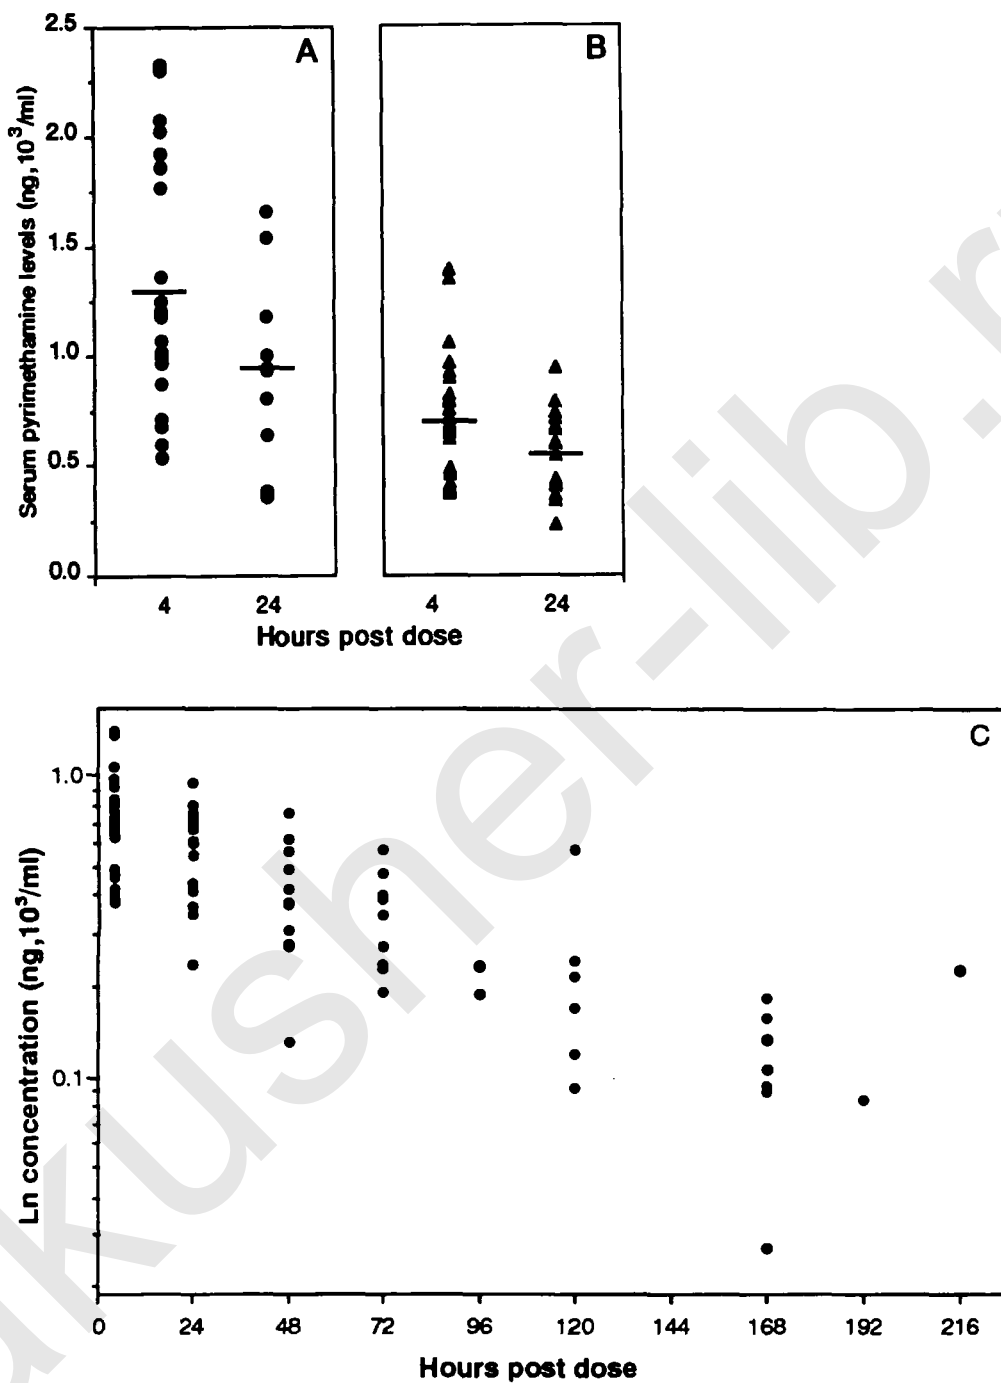 A
B
Serum pyrimethamine levels (ng,10³/ml)
2.5
2.0
1.5
1.0
0.5
0.0
4
24
4
24
Hours post dose
C
Ln concentration (ng,10³/ml)
1.0
0.1
0
24
48
72
96
120
144
168
192
216
Hours post dose
akusher-lib.r